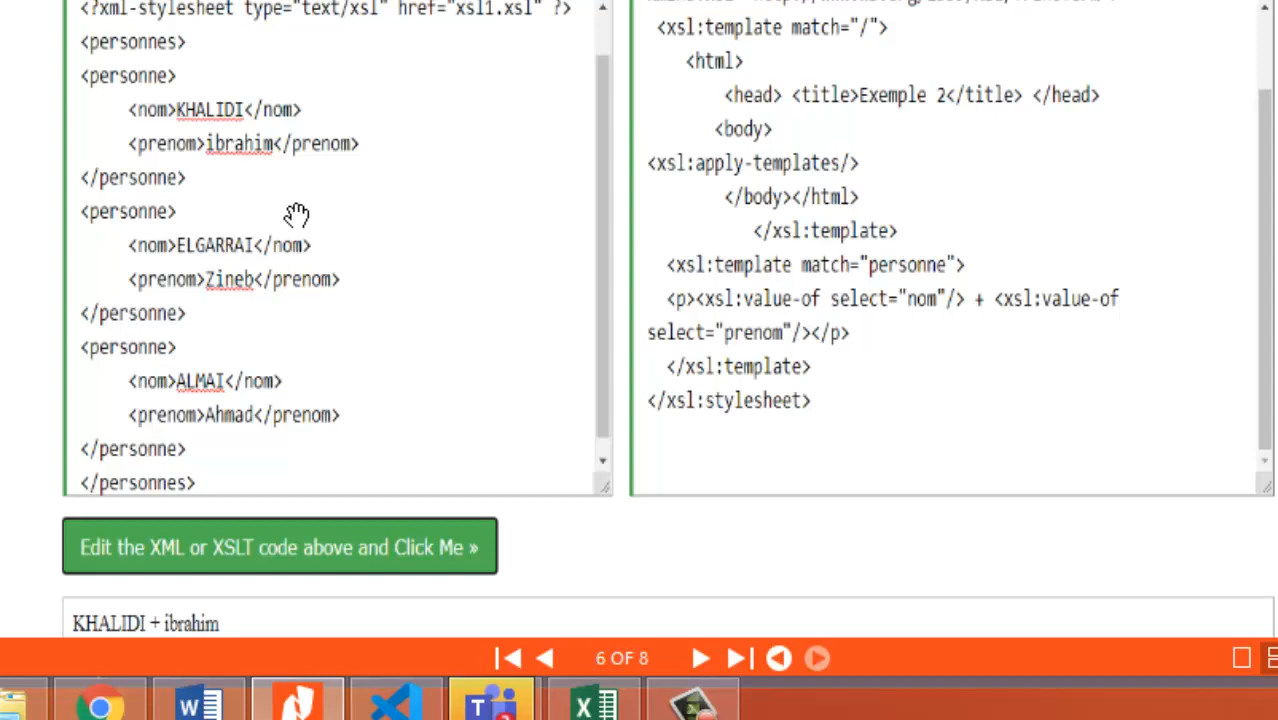 <?xml-stylesheet type="text/xsl" href="xsl1.xsl" ?>
<personnes>
<personne>
<nom>KHALIDI</nom>
<prenom>ibrahim</prenom>
</personne>
<personne>
<nom>ELGARRAI</nom>
<prenom>Zineb</prenom>
</personne>
<personne>
<nom>ALMAI</nom>
<prenom>Ahmad</prenom>
</personne>
</personnes>
<xsl:template match="/">
<html>
<head> <title>Exemple 2</title> </head>
<body>
<xsl:apply-templates/>
</body></html>
</xsl:template>
<xsl:template match="personne">
<p><xsl:value-of select="nom"/> + <xsl:value-of
select="prenom"/></p>
</xsl:template>
</xsl:stylesheet>
Edit the XML or XSLT code above and Click Me »
KHALIDI + ibrahim
6 OF 8